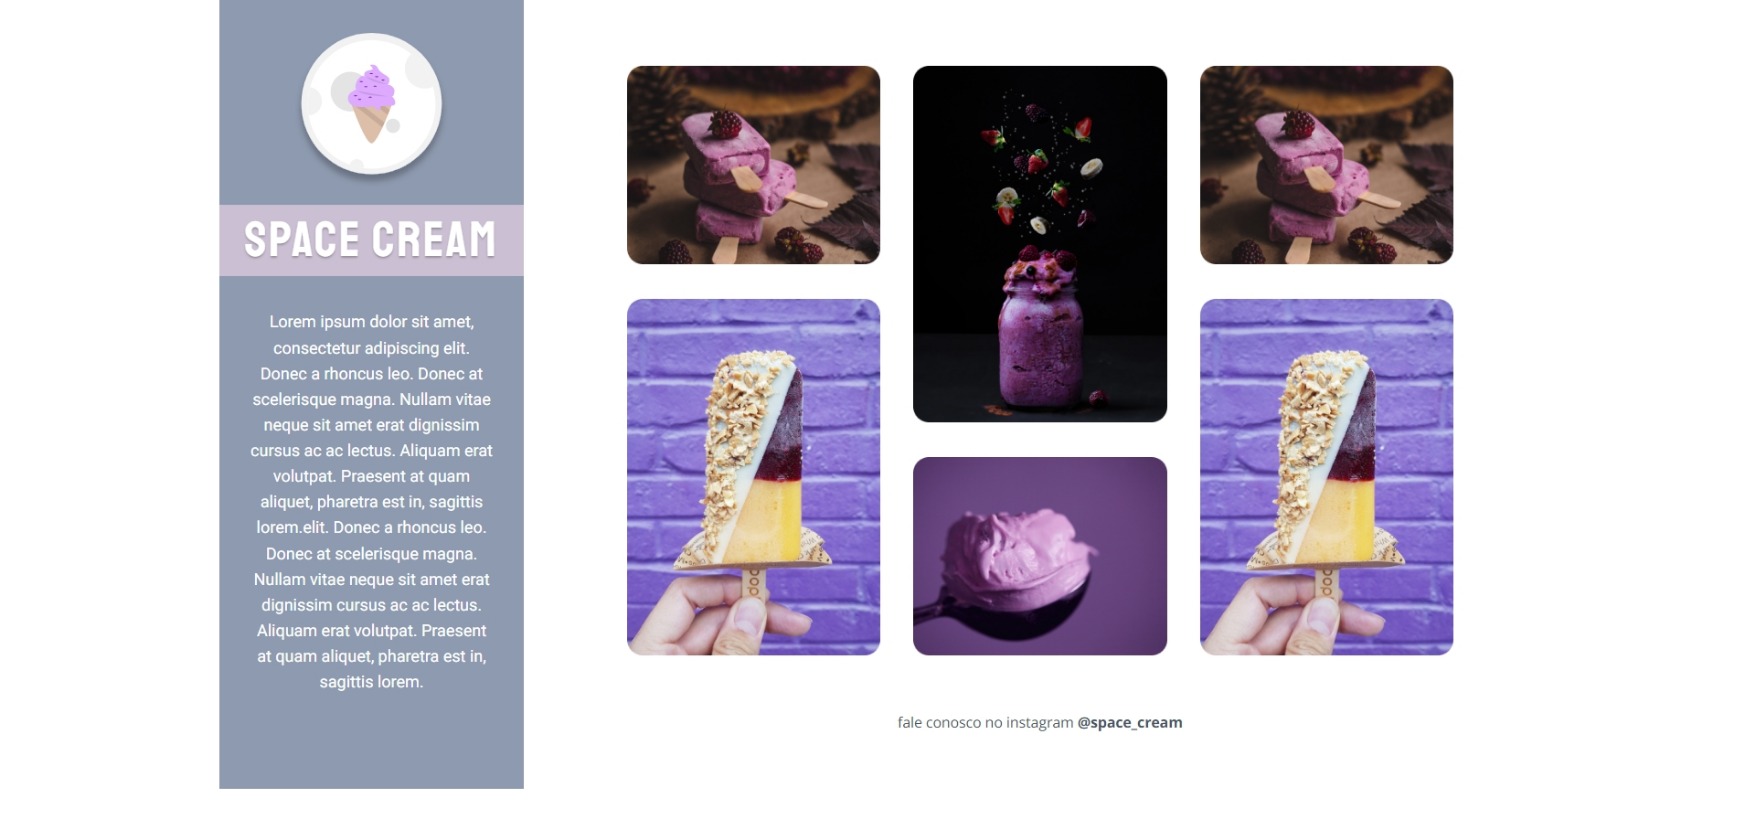 SPACE CREAM
Lorem ipsum dolor sit amet,
consectetur adipiscing elit.
Donec a rhoncus leo. Donec at
scelerisque magna. Nullam vitae
neque sit amet erat dignissim
cursus ac ac lectus. Aliquam erat
volutpat. Praesent at quam
aliquet, pharetra est in, sagittis
lorem.elit. Donec a rhoncus leo.
Donec at scelerisque magna.
Nullam vitae neque sit amet erat
dignissim cursus ac ac lectus.
Aliquam erat volutpat. Praesent
at quam aliquet, pharetra est in,
sagittis lorem.
fale conosco no instagram @space_cream